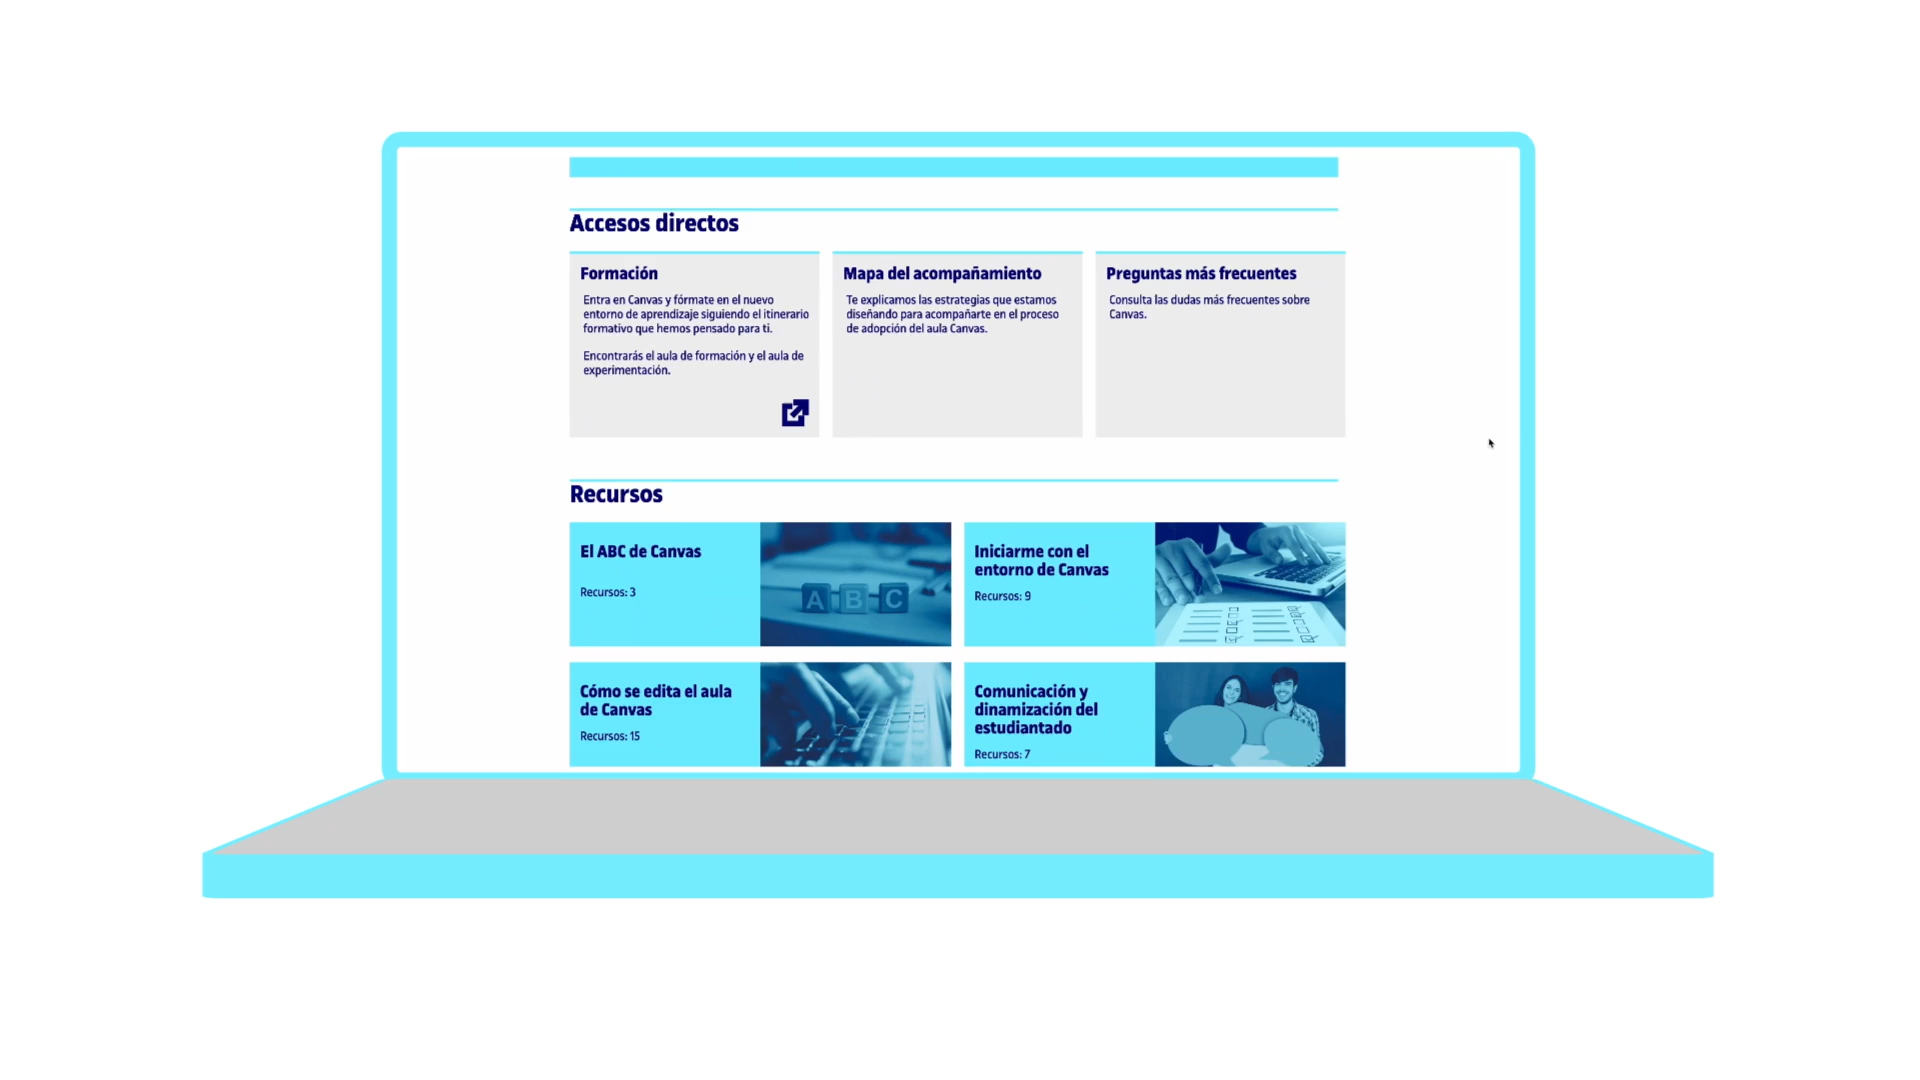 Accesos directos
Formación
Entra en Canvas y fórmate en el nuevo
entorno de aprendizaje siguiendo el itinerario
formativo que hemos pensado para ti.
Encontrarás el aula de formación y el aula de
experimentación.
Mapa del acompañamiento
Te explicamos las estrategias que estamos
diseñando para acompañarte en el proceso
de adopción del aula Canvas.
Preguntas más frecuentes
Consulta las dudas más frecuentes sobre
Canvas.
Recursos
El ABC de Canvas
Recursos: 3
A B C
Iniciarme con el
entorno de Canvas
Recursos: 9
Cómo se edita el aula
de Canvas
Recursos: 15
Comunicación y
dinamización del
estudiantado
Recursos: 7